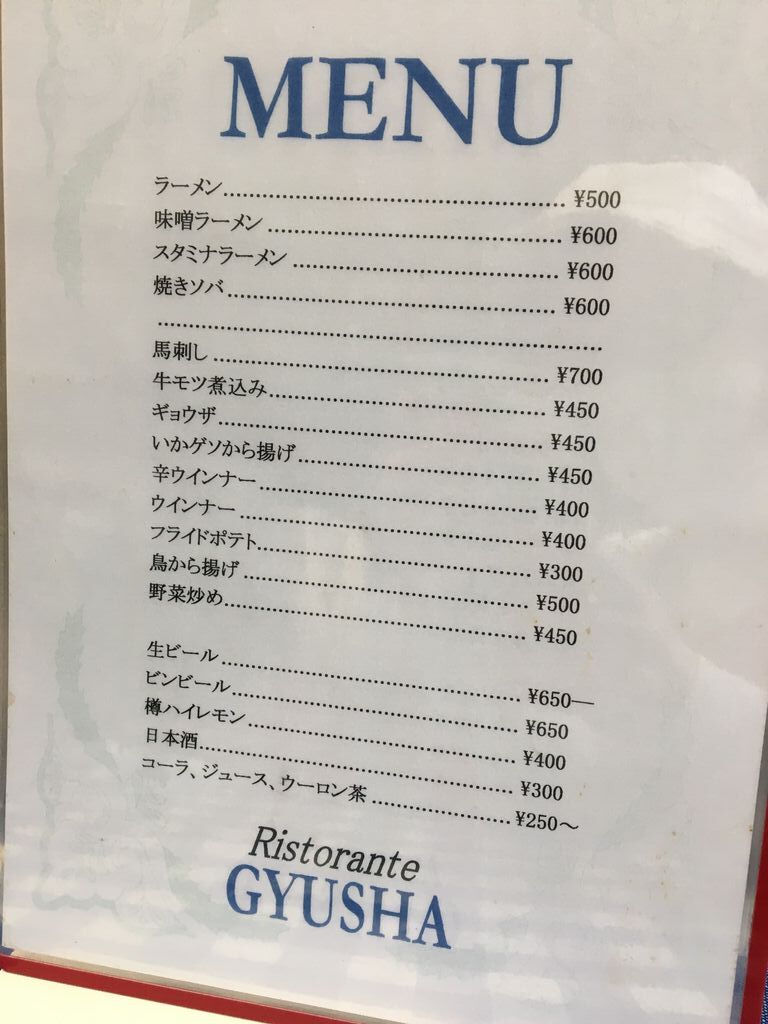 MENU
ラーメン ¥500
味噌ラーメン ¥600
スタミナラーメン ¥600
焼きソバ ¥600
馬刺し ¥700
牛モツ煮込み ¥450
ギョウザ ¥450
いかゲソから揚げ ¥450
辛ウインナー ¥400
ウインナー ¥400
フライドポテト ¥300
鳥から揚げ ¥500
野菜炒め ¥450
生ビール ¥650―
ビンビール ¥650
樽ハイレモン ¥400
日本酒 ¥300
コーラ、ジュース、ウーロン茶 ¥250～
Ristorante
GYUSHA